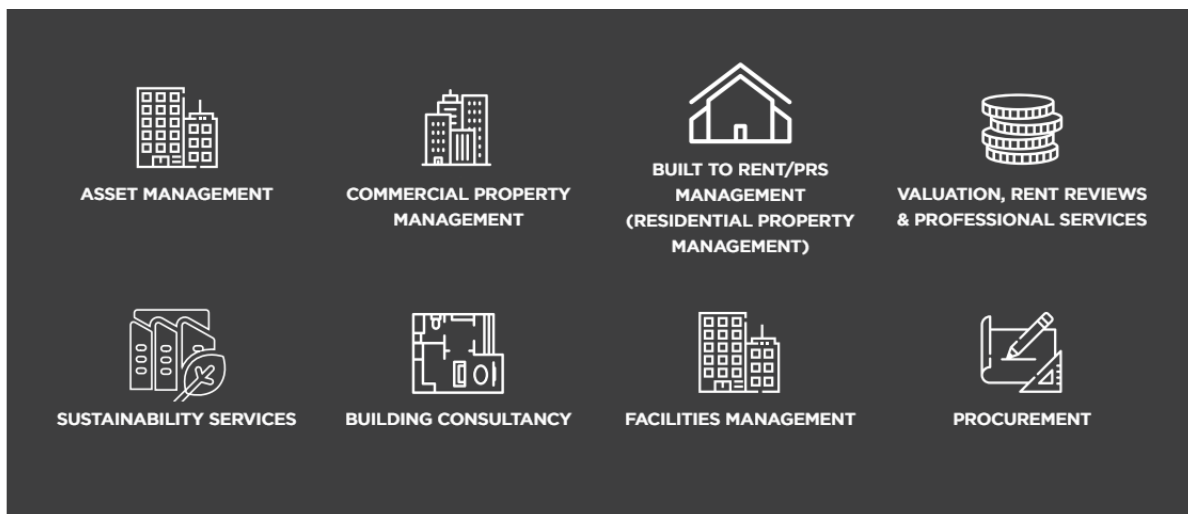 ASSET MANAGEMENT
COMMERCIAL PROPERTY
MANAGEMENT
BUILT TO RENT/PRS
MANAGEMENT
(RESIDENTIAL PROPERTY
MANAGEMENT)
VALUATION, RENT REVIEWS
& PROFESSIONAL SERVICES
SUSTAINABILITY SERVICES
BUILDING CONSULTANCY
FACILITIES MANAGEMENT
PROCUREMENT